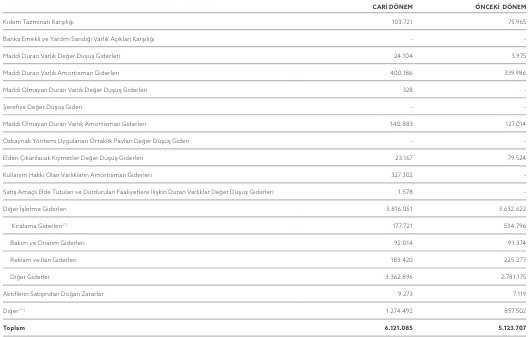 CARİ DÖNEM ÖNCEKİ DÖNEM
Kıdem Tazminatı Karşılığı 103.721 75.965
Banka Emekli ve Yardım Sandığı Varlık Açıkları Karşılığı - -
Maddi Duran Varlık Değer Düşüş Giderleri 24.104 3.975
Maddi Duran Varlık Amortisman Giderleri 400.186 339.986
Maddi Olmayan Duran Varlık Değer Düşüş Giderleri 328 -
Şerefiye Değer Düşüş Gideri - -
Maddi Olmayan Duran Varlık Amortisman Giderleri 140.883 127.014
Özkaynak Yöntemi Uygulanan Ortaklık Payları Değer Düşüş Gideri - -
Elden Çıkarılacak Kıymetler Değer Düşüş Giderleri 23.167 79.524
Kullanım Hakkı Olan Varlıkların Amortisman Giderleri 327.302 -
Satış Amaçlı Elde Tutulan ve Durdurulan Faaliyetlere İlişkin Duran Varlıklar Değer Düşüş Giderleri 1.578 -
Diğer İşletme Giderleri 3.816.051 3.632.622
Kiralama Giderleri(*) 177.721 534.796
Bakım ve Onarım Giderleri 92.014 91.374
Reklam ve İlan Giderleri 183.420 225.277
Diğer Giderler 3.362.896 2.781.175
Aktiflerin Satışından Doğan Zararlar 9.273 7.119
Diğer(**) 1.274.492 857.502
Toplam 6.121.085 5.123.707